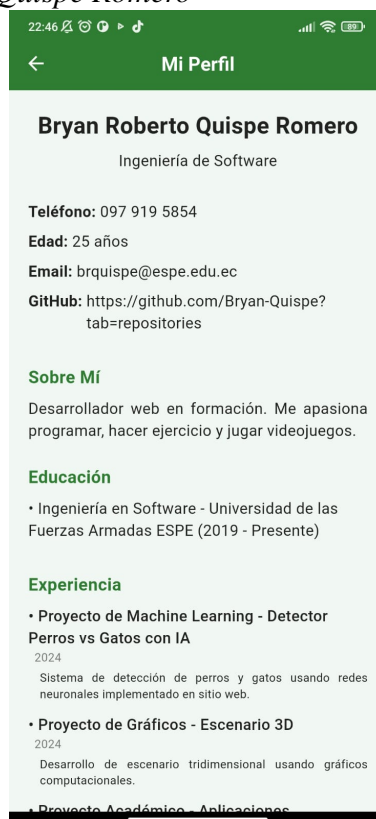 Quispe Romero
22:46
89
Mi Perfil
Bryan Roberto Quispe Romero
Ingeniería de Software
Teléfono: 097 919 5854
Edad: 25 años
Email: brquispe@espe.edu.ec
GitHub: https://github.com/Bryan-Quispe?
tab=repositories
Sobre Mí
Desarrollador web en formación. Me apasiona
programar, hacer ejercicio y jugar videojuegos.
Educación
• Ingeniería en Software - Universidad de las
Fuerzas Armadas ESPE (2019 - Presente)
Experiencia
• Proyecto de Machine Learning - Detector
Perros vs Gatos con IA
2024
Sistema de detección de perros y gatos usando redes
neuronales implementado en sitio web.
• Proyecto de Gráficos - Escenario 3D
2024
Desarrollo de escenario tridimensional usando gráficos
computacionales.
• Proyecto Académico - Aplicaciones